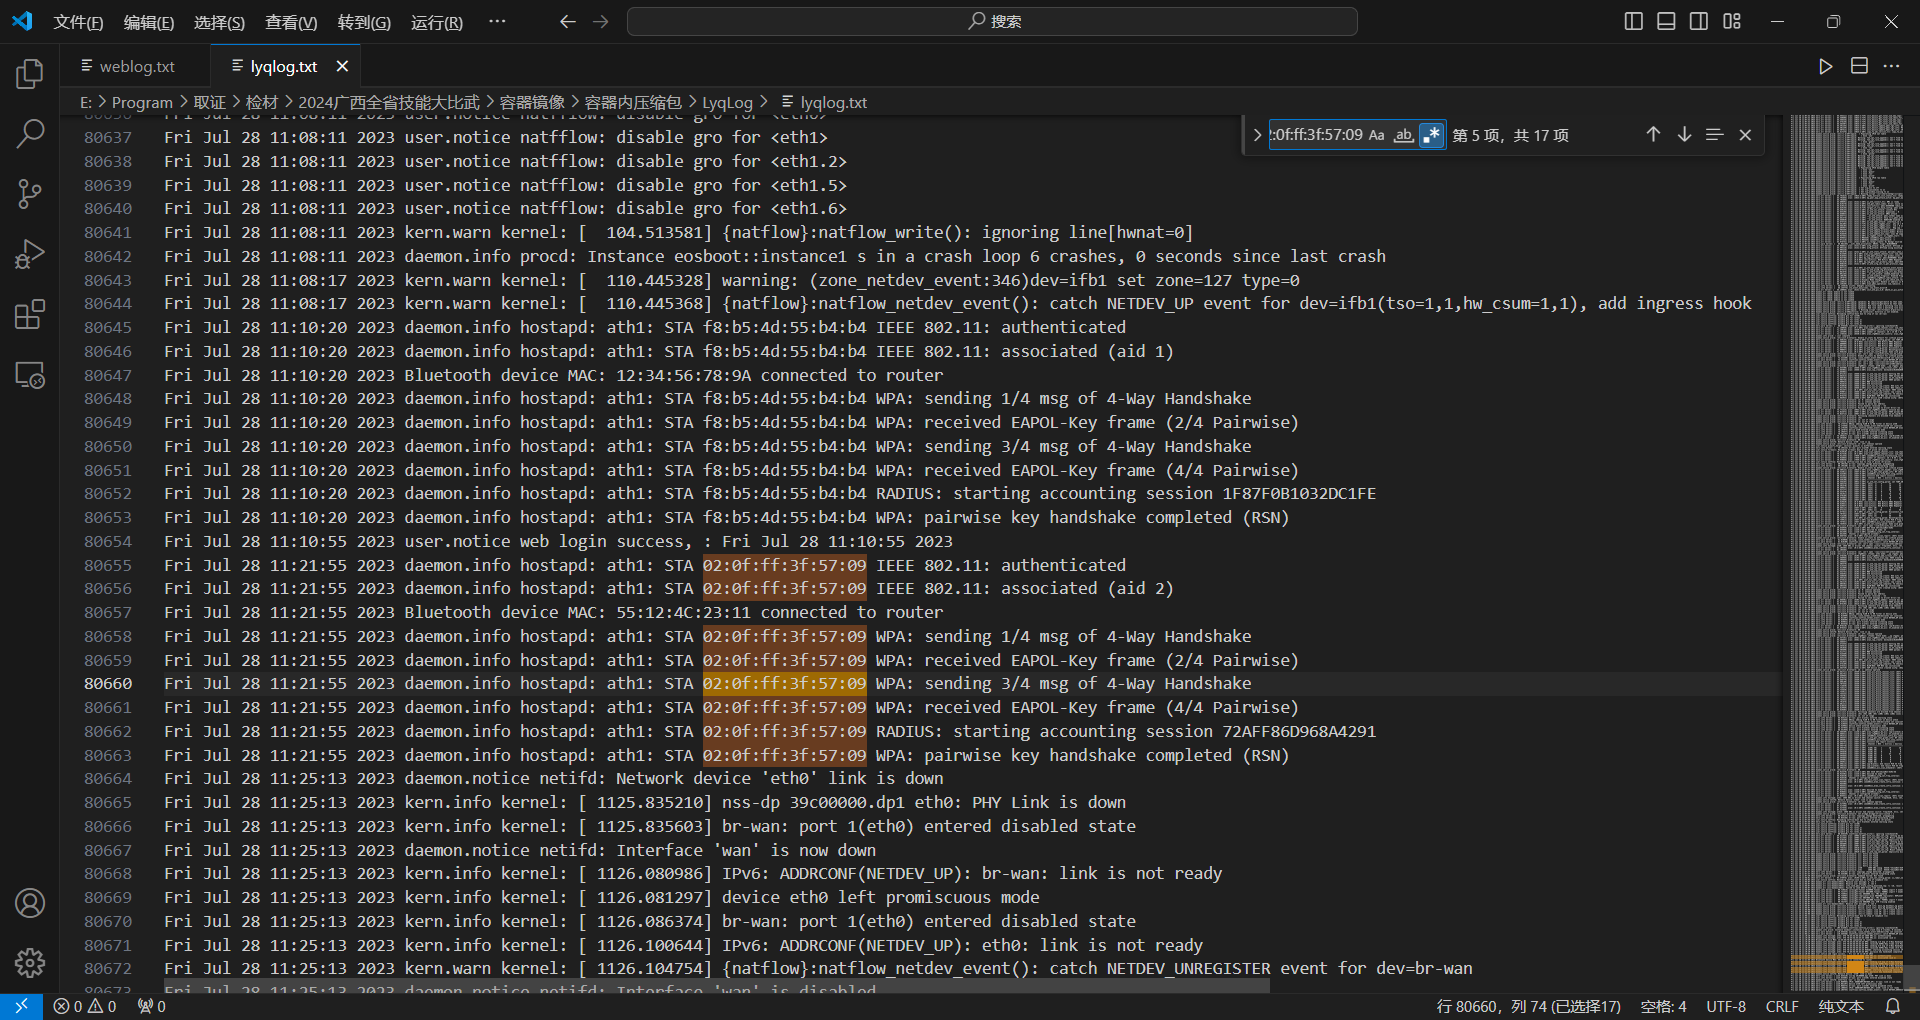 文件(F) 编辑(E) 选择(S) 查看(V) 转到(G) 运行(R) ··· 搜索
weblog.txt lyqlog.txt
E: > Program > 取证 > 检材 > 2024广西全省技能大比武 > 容器镜像 > 容器内压缩包 > LyqLog > lyqlog.txt
80636 Fri Jul 28 11:08:11 2023 user.notice natfflow: disable gro for <eth0>
80637 Fri Jul 28 11:08:11 2023 user.notice natfflow: disable gro for <eth1>
2:0f:ff:3f:57:09 Aa ab .* 第 5 项，共 17 项
80638 Fri Jul 28 11:08:11 2023 user.notice natfflow: disable gro for <eth1.2>
80639 Fri Jul 28 11:08:11 2023 user.notice natfflow: disable gro for <eth1.5>
80640 Fri Jul 28 11:08:11 2023 user.notice natfflow: disable gro for <eth1.6>
80641 Fri Jul 28 11:08:11 2023 kern.warn kernel: [  104.513581] {natflow}:natflow_write(): ignoring line[hwnat=0]
80642 Fri Jul 28 11:08:11 2023 daemon.info procd: Instance eosboot::instance1 s in a crash loop 6 crashes, 0 seconds since last crash
80643 Fri Jul 28 11:08:17 2023 kern.warn kernel: [  110.445328] warning: (zone_netdev_event:346)dev=ifb1 set zone=127 type=0
80644 Fri Jul 28 11:08:17 2023 kern.warn kernel: [  110.445368] {natflow}:natflow_netdev_event(): catch NETDEV_UP event for dev=ifb1(tso=1,1,hw_csum=1,1), add ingress hook
80645 Fri Jul 28 11:10:20 2023 daemon.info hostapd: ath1: STA f8:b5:4d:55:b4:b4 IEEE 802.11: authenticated
80646 Fri Jul 28 11:10:20 2023 daemon.info hostapd: ath1: STA f8:b5:4d:55:b4:b4 IEEE 802.11: associated (aid 1)
80647 Fri Jul 28 11:10:20 2023 Bluetooth device MAC: 12:34:56:78:9A connected to router
80648 Fri Jul 28 11:10:20 2023 daemon.info hostapd: ath1: STA f8:b5:4d:55:b4:b4 WPA: sending 1/4 msg of 4-Way Handshake
80649 Fri Jul 28 11:10:20 2023 daemon.info hostapd: ath1: STA f8:b5:4d:55:b4:b4 WPA: received EAPOL-Key frame (2/4 Pairwise)
80650 Fri Jul 28 11:10:20 2023 daemon.info hostapd: ath1: STA f8:b5:4d:55:b4:b4 WPA: sending 3/4 msg of 4-Way Handshake
80651 Fri Jul 28 11:10:20 2023 daemon.info hostapd: ath1: STA f8:b5:4d:55:b4:b4 WPA: received EAPOL-Key frame (4/4 Pairwise)
80652 Fri Jul 28 11:10:20 2023 daemon.info hostapd: ath1: STA f8:b5:4d:55:b4:b4 RADIUS: starting accounting session 1F87F0B1032DC1FE
80653 Fri Jul 28 11:10:20 2023 daemon.info hostapd: ath1: STA f8:b5:4d:55:b4:b4 WPA: pairwise key handshake completed (RSN)
80654 Fri Jul 28 11:10:55 2023 user.notice web login success, : Fri Jul 28 11:10:55 2023
80655 Fri Jul 28 11:21:55 2023 daemon.info hostapd: ath1: STA 02:0f:ff:3f:57:09 IEEE 802.11: authenticated
80656 Fri Jul 28 11:21:55 2023 daemon.info hostapd: ath1: STA 02:0f:ff:3f:57:09 IEEE 802.11: associated (aid 2)
80657 Fri Jul 28 11:21:55 2023 Bluetooth device MAC: 55:12:4C:23:11 connected to router
80658 Fri Jul 28 11:21:55 2023 daemon.info hostapd: ath1: STA 02:0f:ff:3f:57:09 WPA: sending 1/4 msg of 4-Way Handshake
80659 Fri Jul 28 11:21:55 2023 daemon.info hostapd: ath1: STA 02:0f:ff:3f:57:09 WPA: received EAPOL-Key frame (2/4 Pairwise)
80660 Fri Jul 28 11:21:55 2023 daemon.info hostapd: ath1: STA 02:0f:ff:3f:57:09 WPA: sending 3/4 msg of 4-Way Handshake
80661 Fri Jul 28 11:21:55 2023 daemon.info hostapd: ath1: STA 02:0f:ff:3f:57:09 WPA: received EAPOL-Key frame (4/4 Pairwise)
80662 Fri Jul 28 11:21:55 2023 daemon.info hostapd: ath1: STA 02:0f:ff:3f:57:09 RADIUS: starting accounting session 72AFF86D968A4291
80663 Fri Jul 28 11:21:55 2023 daemon.info hostapd: ath1: STA 02:0f:ff:3f:57:09 WPA: pairwise key handshake completed (RSN)
80664 Fri Jul 28 11:25:13 2023 daemon.notice netifd: Network device 'eth0' link is down
80665 Fri Jul 28 11:25:13 2023 kern.info kernel: [ 1125.835210] nss-dp 39c00000.dp1 eth0: PHY Link is down
80666 Fri Jul 28 11:25:13 2023 kern.info kernel: [ 1125.835603] br-wan: port 1(eth0) entered disabled state
80667 Fri Jul 28 11:25:13 2023 daemon.notice netifd: Interface 'wan' is now down
80668 Fri Jul 28 11:25:13 2023 kern.info kernel: [ 1126.080986] IPv6: ADDRCONF(NETDEV_UP): br-wan: link is not ready
80669 Fri Jul 28 11:25:13 2023 kern.info kernel: [ 1126.081297] device eth0 left promiscuous mode
80670 Fri Jul 28 11:25:13 2023 kern.info kernel: [ 1126.086374] br-wan: port 1(eth0) entered disabled state
80671 Fri Jul 28 11:25:13 2023 kern.info kernel: [ 1126.100644] IPv6: ADDRCONF(NETDEV_UP): eth0: link is not ready
80672 Fri Jul 28 11:25:13 2023 kern.warn kernel: [ 1126.104754] {natflow}:natflow_netdev_event(): catch NETDEV_UNREGISTER event for dev=br-wan
80673 Fri Jul 28 11:25:13 2023 daemon.notice netifd: Interface 'wan' is disabled
0 0 0 行 80660，列 74 (已选择17) 空格: 4 UTF-8 CRLF 纯文本